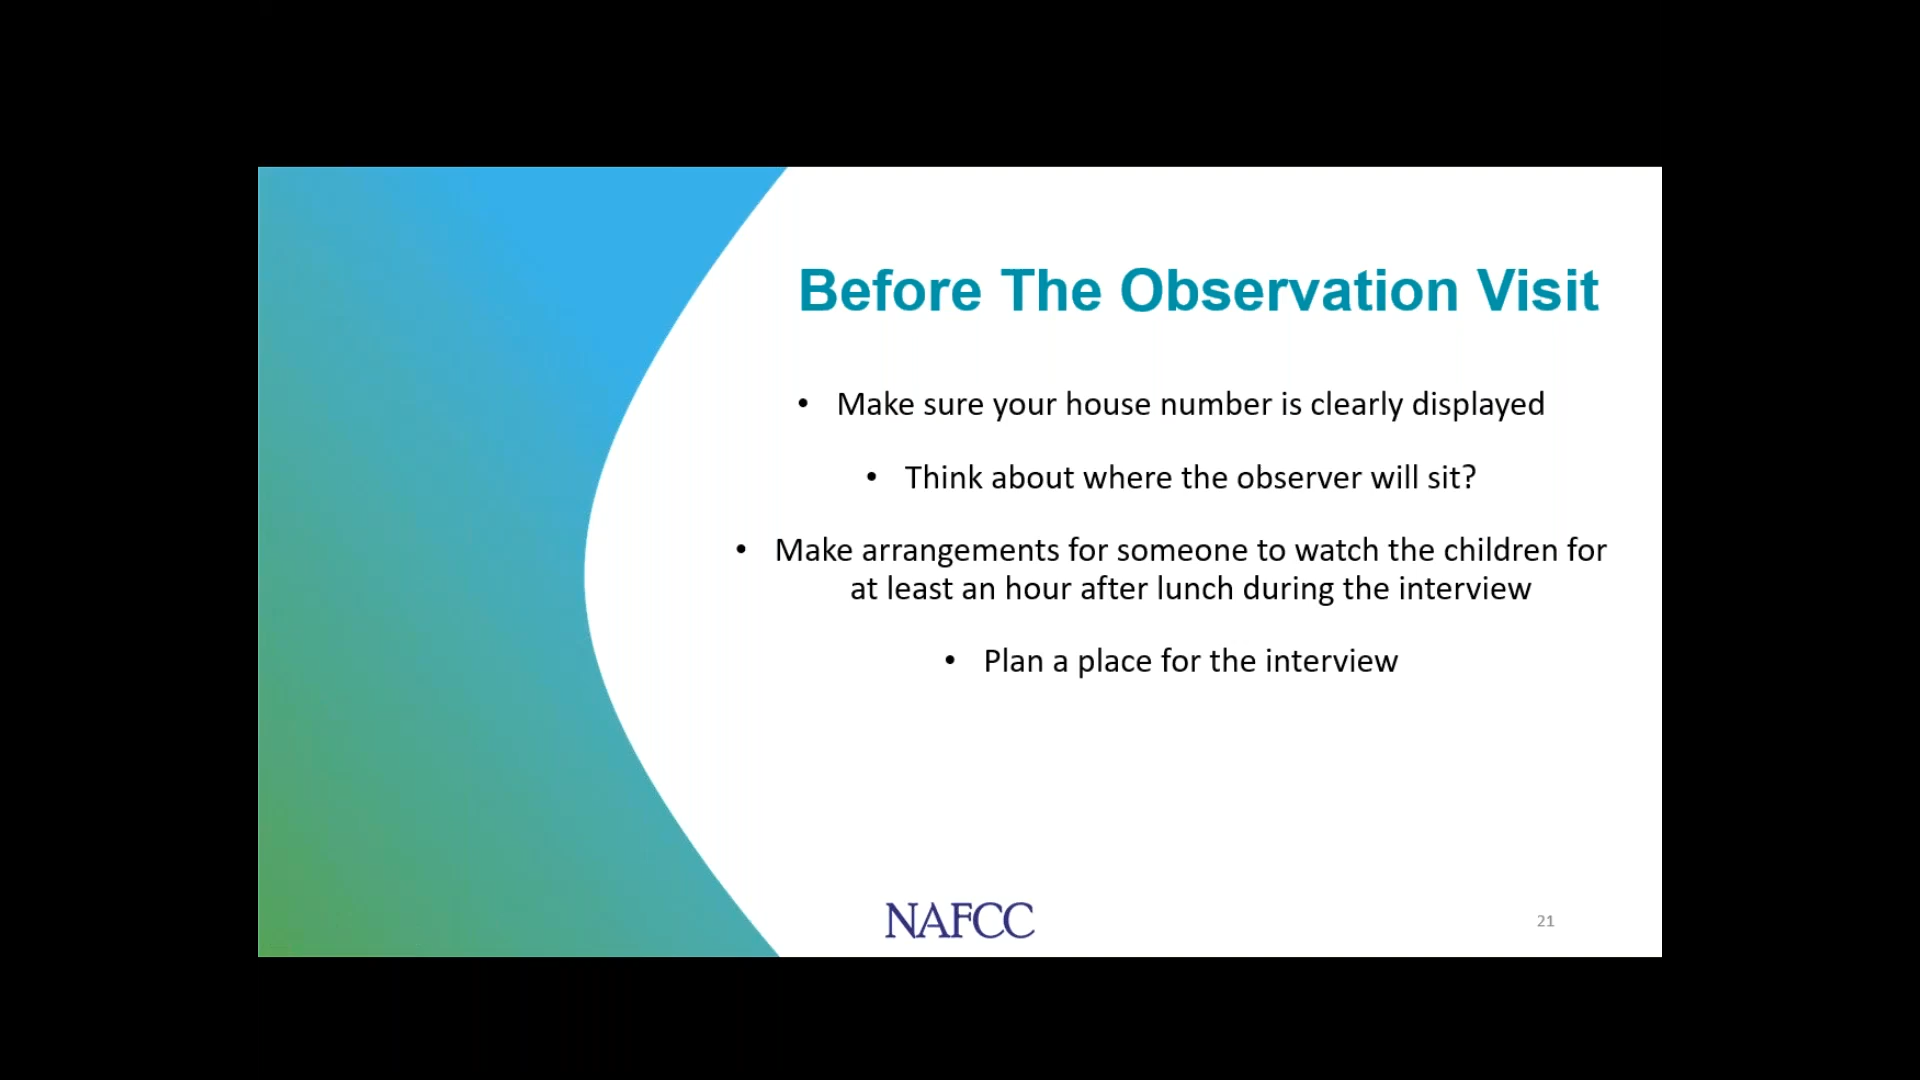 Before The Observation Visit
• Make sure your house number is clearly displayed
• Think about where the observer will sit?
• Make arrangements for someone to watch the children for
at least an hour after lunch during the interview
• Plan a place for the interview
NAFCC
21